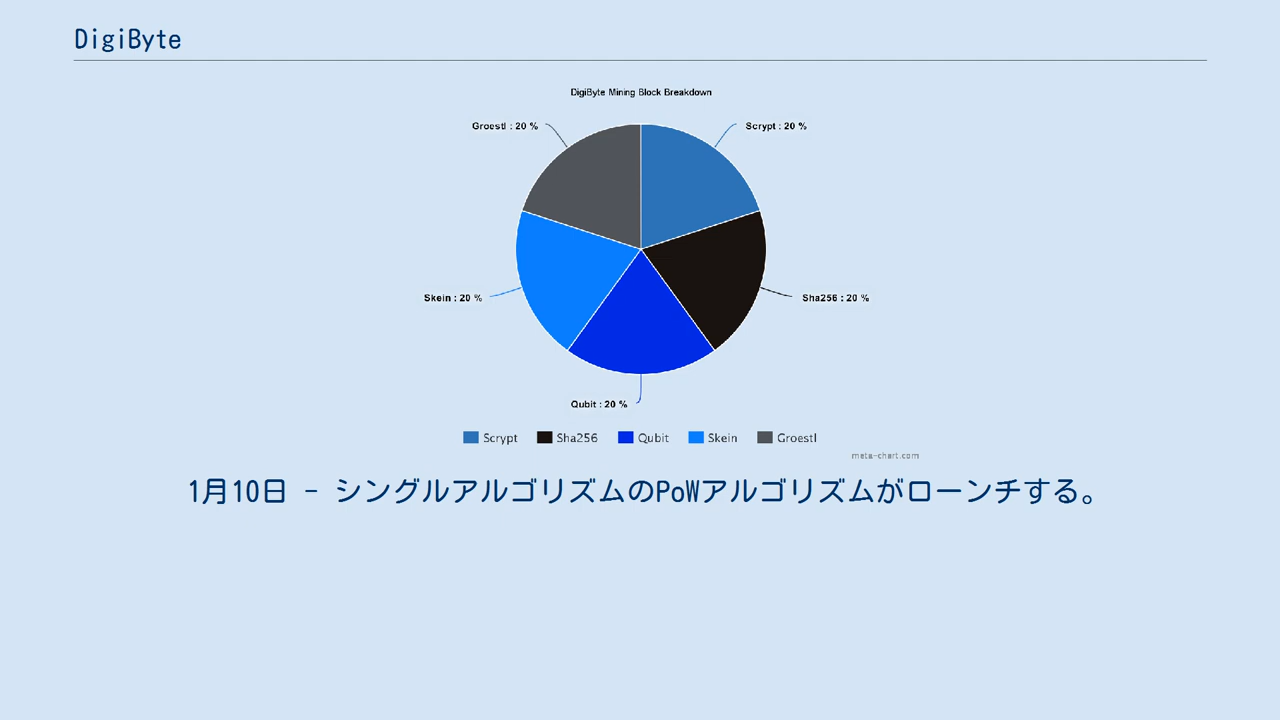 DigiByte
DigiByte Mining Block Breakdown
Groestl : 20 %
Scrypt : 20 %
Skein : 20 %
Sha256 : 20 %
Qubit : 20 %
Scrypt Sha256 Qubit Skein Groestl
meta-chart.com
1月10日 - シングルアルゴリズムのPoWアルゴリズムがローンチする。